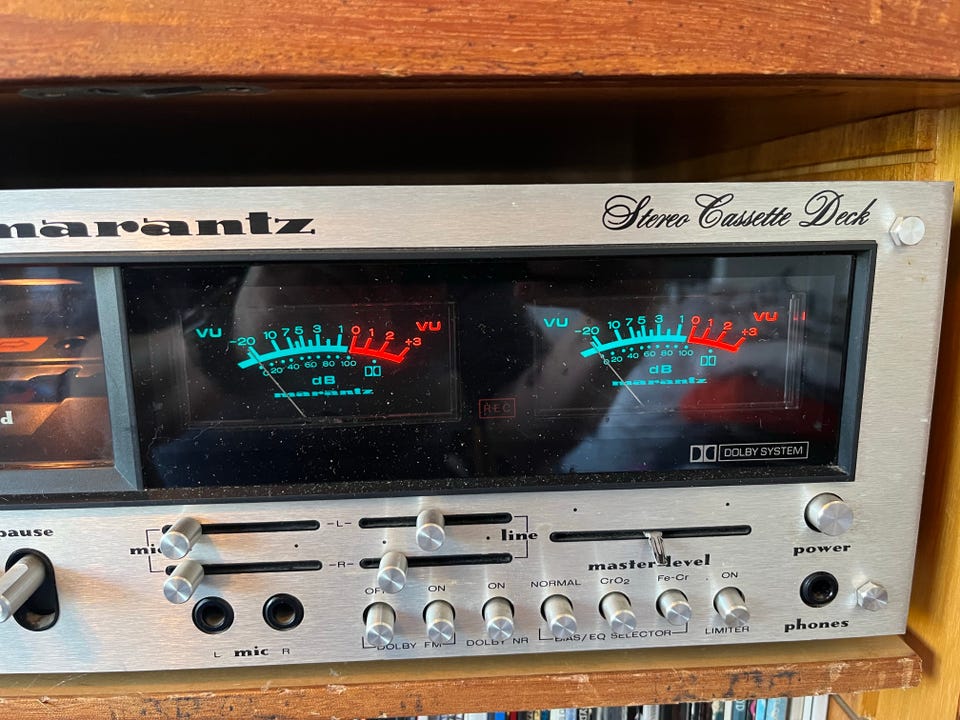 marantz
Stereo Cassette Deck
VU
-20 10 7 5 3 1 0 1 2 +3
VU
0 20 40 60 80 100
dB
marantz
VU
-20 10 7 5 3 1 0 1 2 +3
VU
0 20 40 60 80 100
dB
marantz
REC
DOLBY SYSTEM
d
pause
mic
-L-
-R-
line
master level
power
OFF
ON
ON
NORMAL
CrO2
Fe-Cr
ON
DOLBY FM
DOLBY NR
BIAS/EQ SELECTOR
LIMITER
L mic R
phones